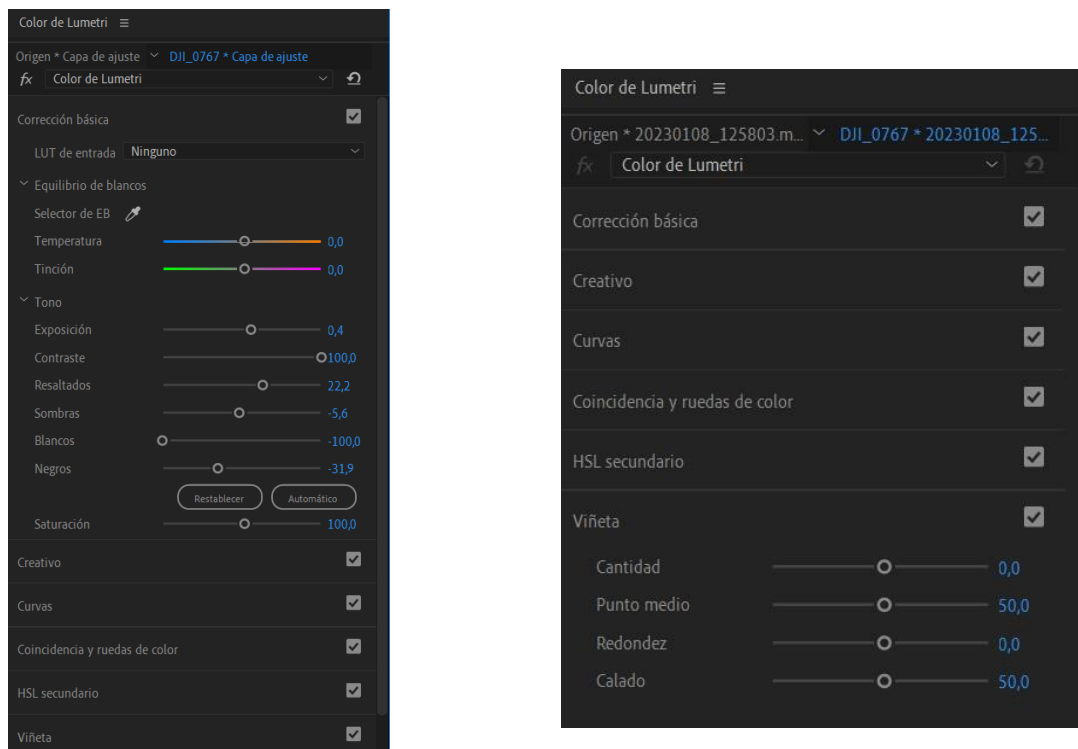 Color de Lumetri
Origen * Capa de ajuste DJI_0767 * Capa de ajuste
fx Color de Lumetri
Corrección básica
LUT de entrada Ninguno
Equilibrio de blancos
Selector de EB
Temperatura 0,0
Tinción 0,0
Tono
Exposición 0,4
Contraste 100,0
Resaltados 22,2
Sombras -5,6
Blancos -100,0
Negros -31,9
Restablecer Automático
Saturación 100,0
Creativo
Curvas
Coincidencia y ruedas de color
HSL secundario
Viñeta
Color de Lumetri
Origen * 20230108_125803.m... DJI_0767 * 20230108_125...
fx Color de Lumetri
Corrección básica
Creativo
Curvas
Coincidencia y ruedas de color
HSL secundario
Viñeta
Cantidad 0,0
Punto medio 50,0
Redondez 0,0
Calado 50,0